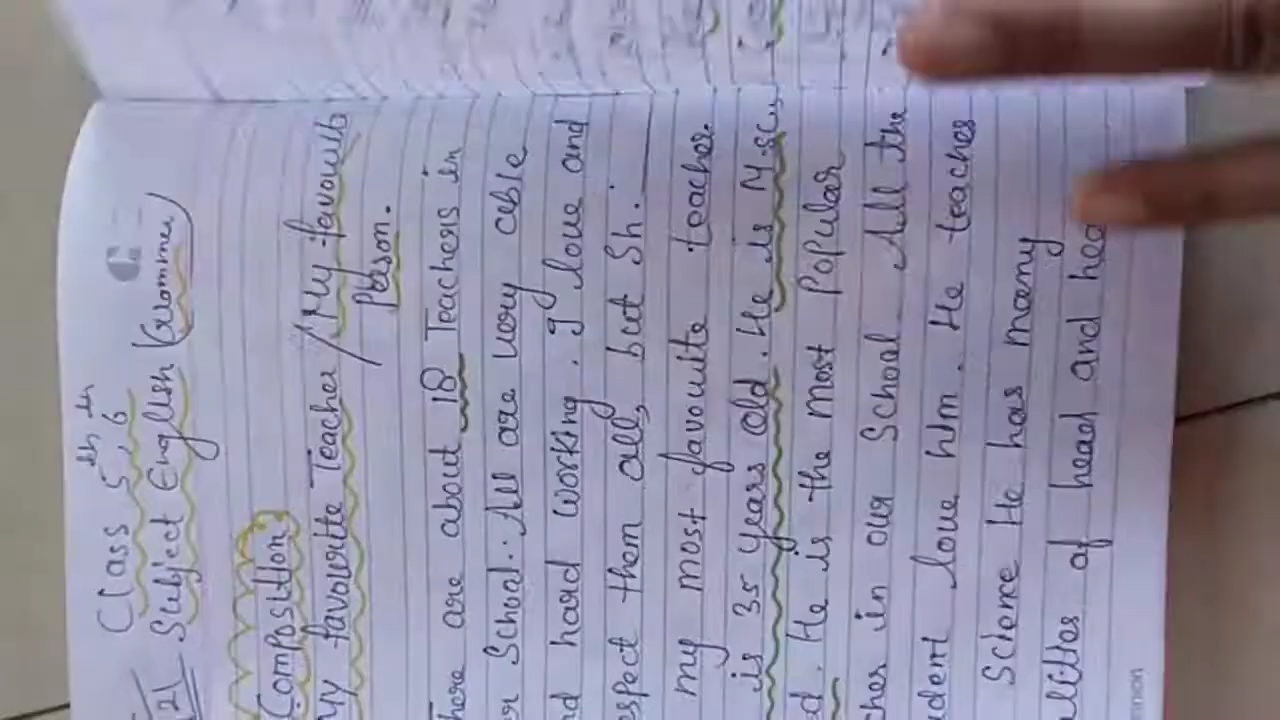 Class 5th, 6th
21 Subject English Grammer
Composition
My favourite Teacher / (My favourite
Person.
There are about 18 Teachers in
School. All are very able
hard working. I love and
respect them all, but Sh.
my most favourite teacher.
is 35 years old. He is M.sc,
He is the most Popular
in our School. All the
love him. He teaches
Science He has many
of head and